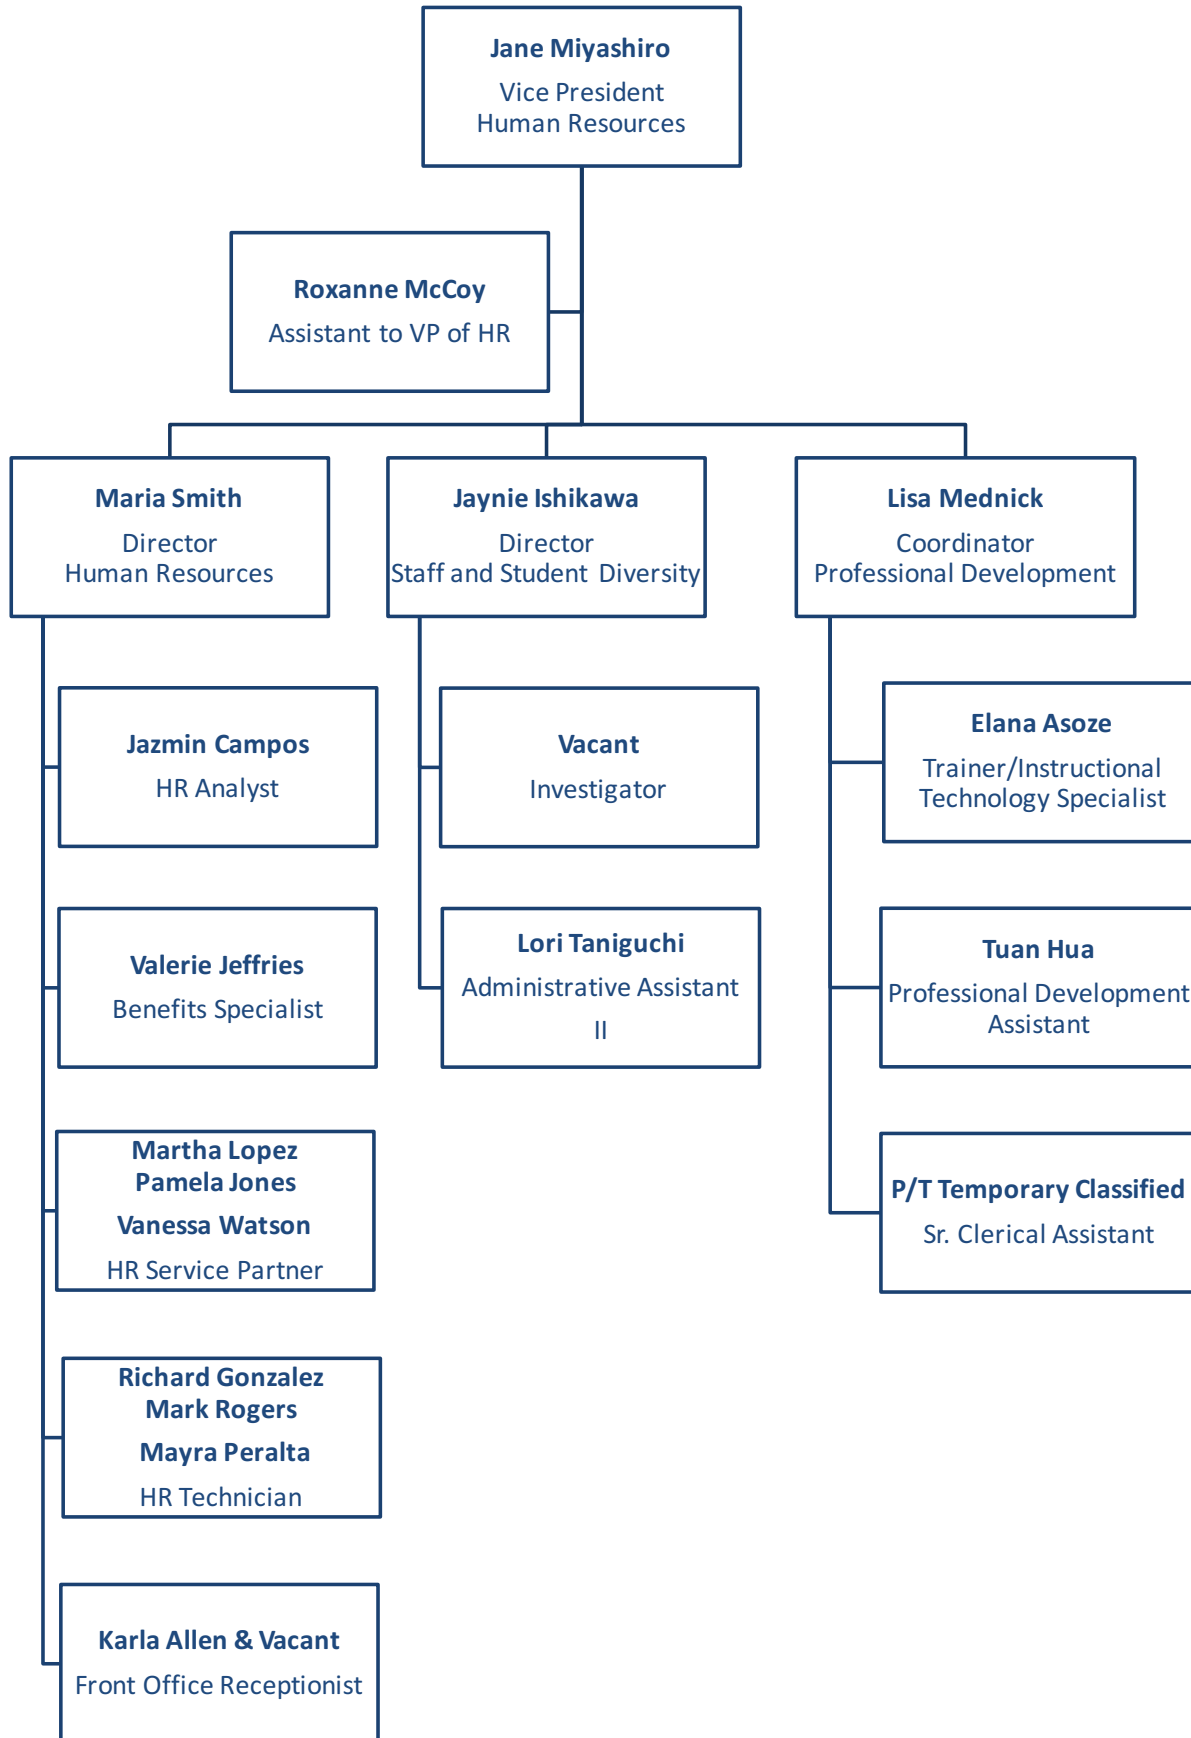 Jane Miyashiro
Vice President
Human Resources
Roxanne McCoy
Assistant to VP of HR
Maria Smith
Director
Human Resources
Jaynie Ishikawa
Director
Staff and Student Diversity
Lisa Mednick
Coordinator
Professional Development
Jazmin Campos
HR Analyst
Valerie Jeffries
Benefits Specialist
Martha Lopez
Pamela Jones
Vanessa Watson
HR Service Partner
Richard Gonzalez
Mark Rogers
Mayra Peralta
HR Technician
Karla Allen & Vacant
Front Office Receptionist
Vacant
Investigator
Lori Taniguchi
Administrative Assistant
II
Elana Asoze
Trainer/Instructional
Technology Specialist
Tuan Hua
Professional Development
Assistant
P/T Temporary Classified
Sr. Clerical Assistant